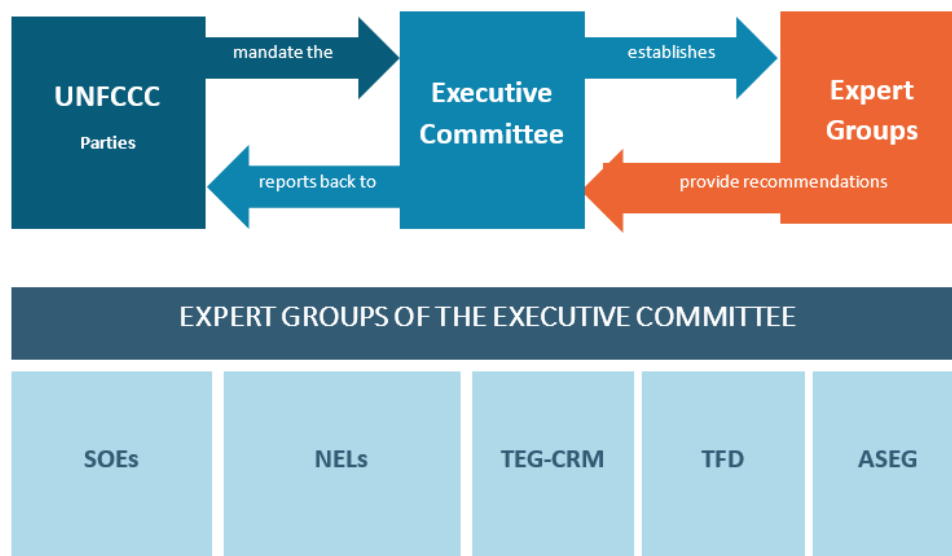 mandate the
establishes
UNFCCC
Parties
Executive
Committee
Expert
Groups
reports back to
provide recommendations
EXPERT GROUPS OF THE EXECUTIVE COMMITTEE
SOEs
NELs
TEG-CRM
TFD
ASEG